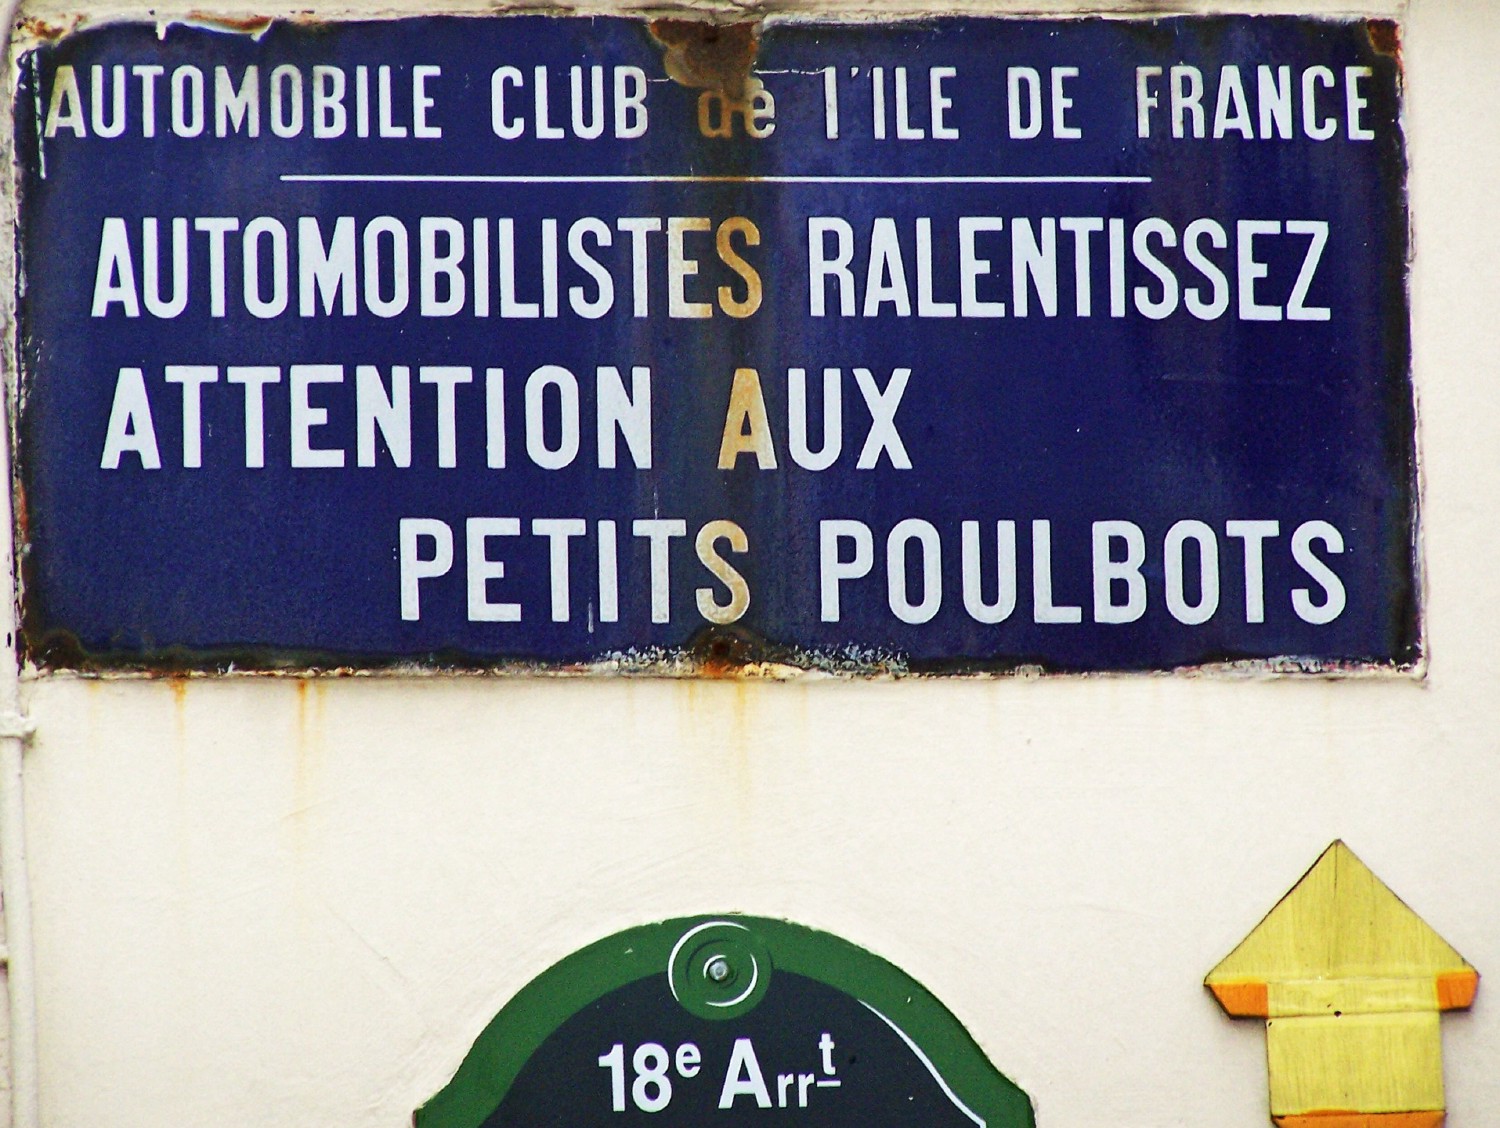 AUTOMOBILE CLUB de l'ILE DE FRANCE
AUTOMOBILISTES RALENTISSEZ
ATTENTION AUX
PETITS POULBOTS
18e Arrt